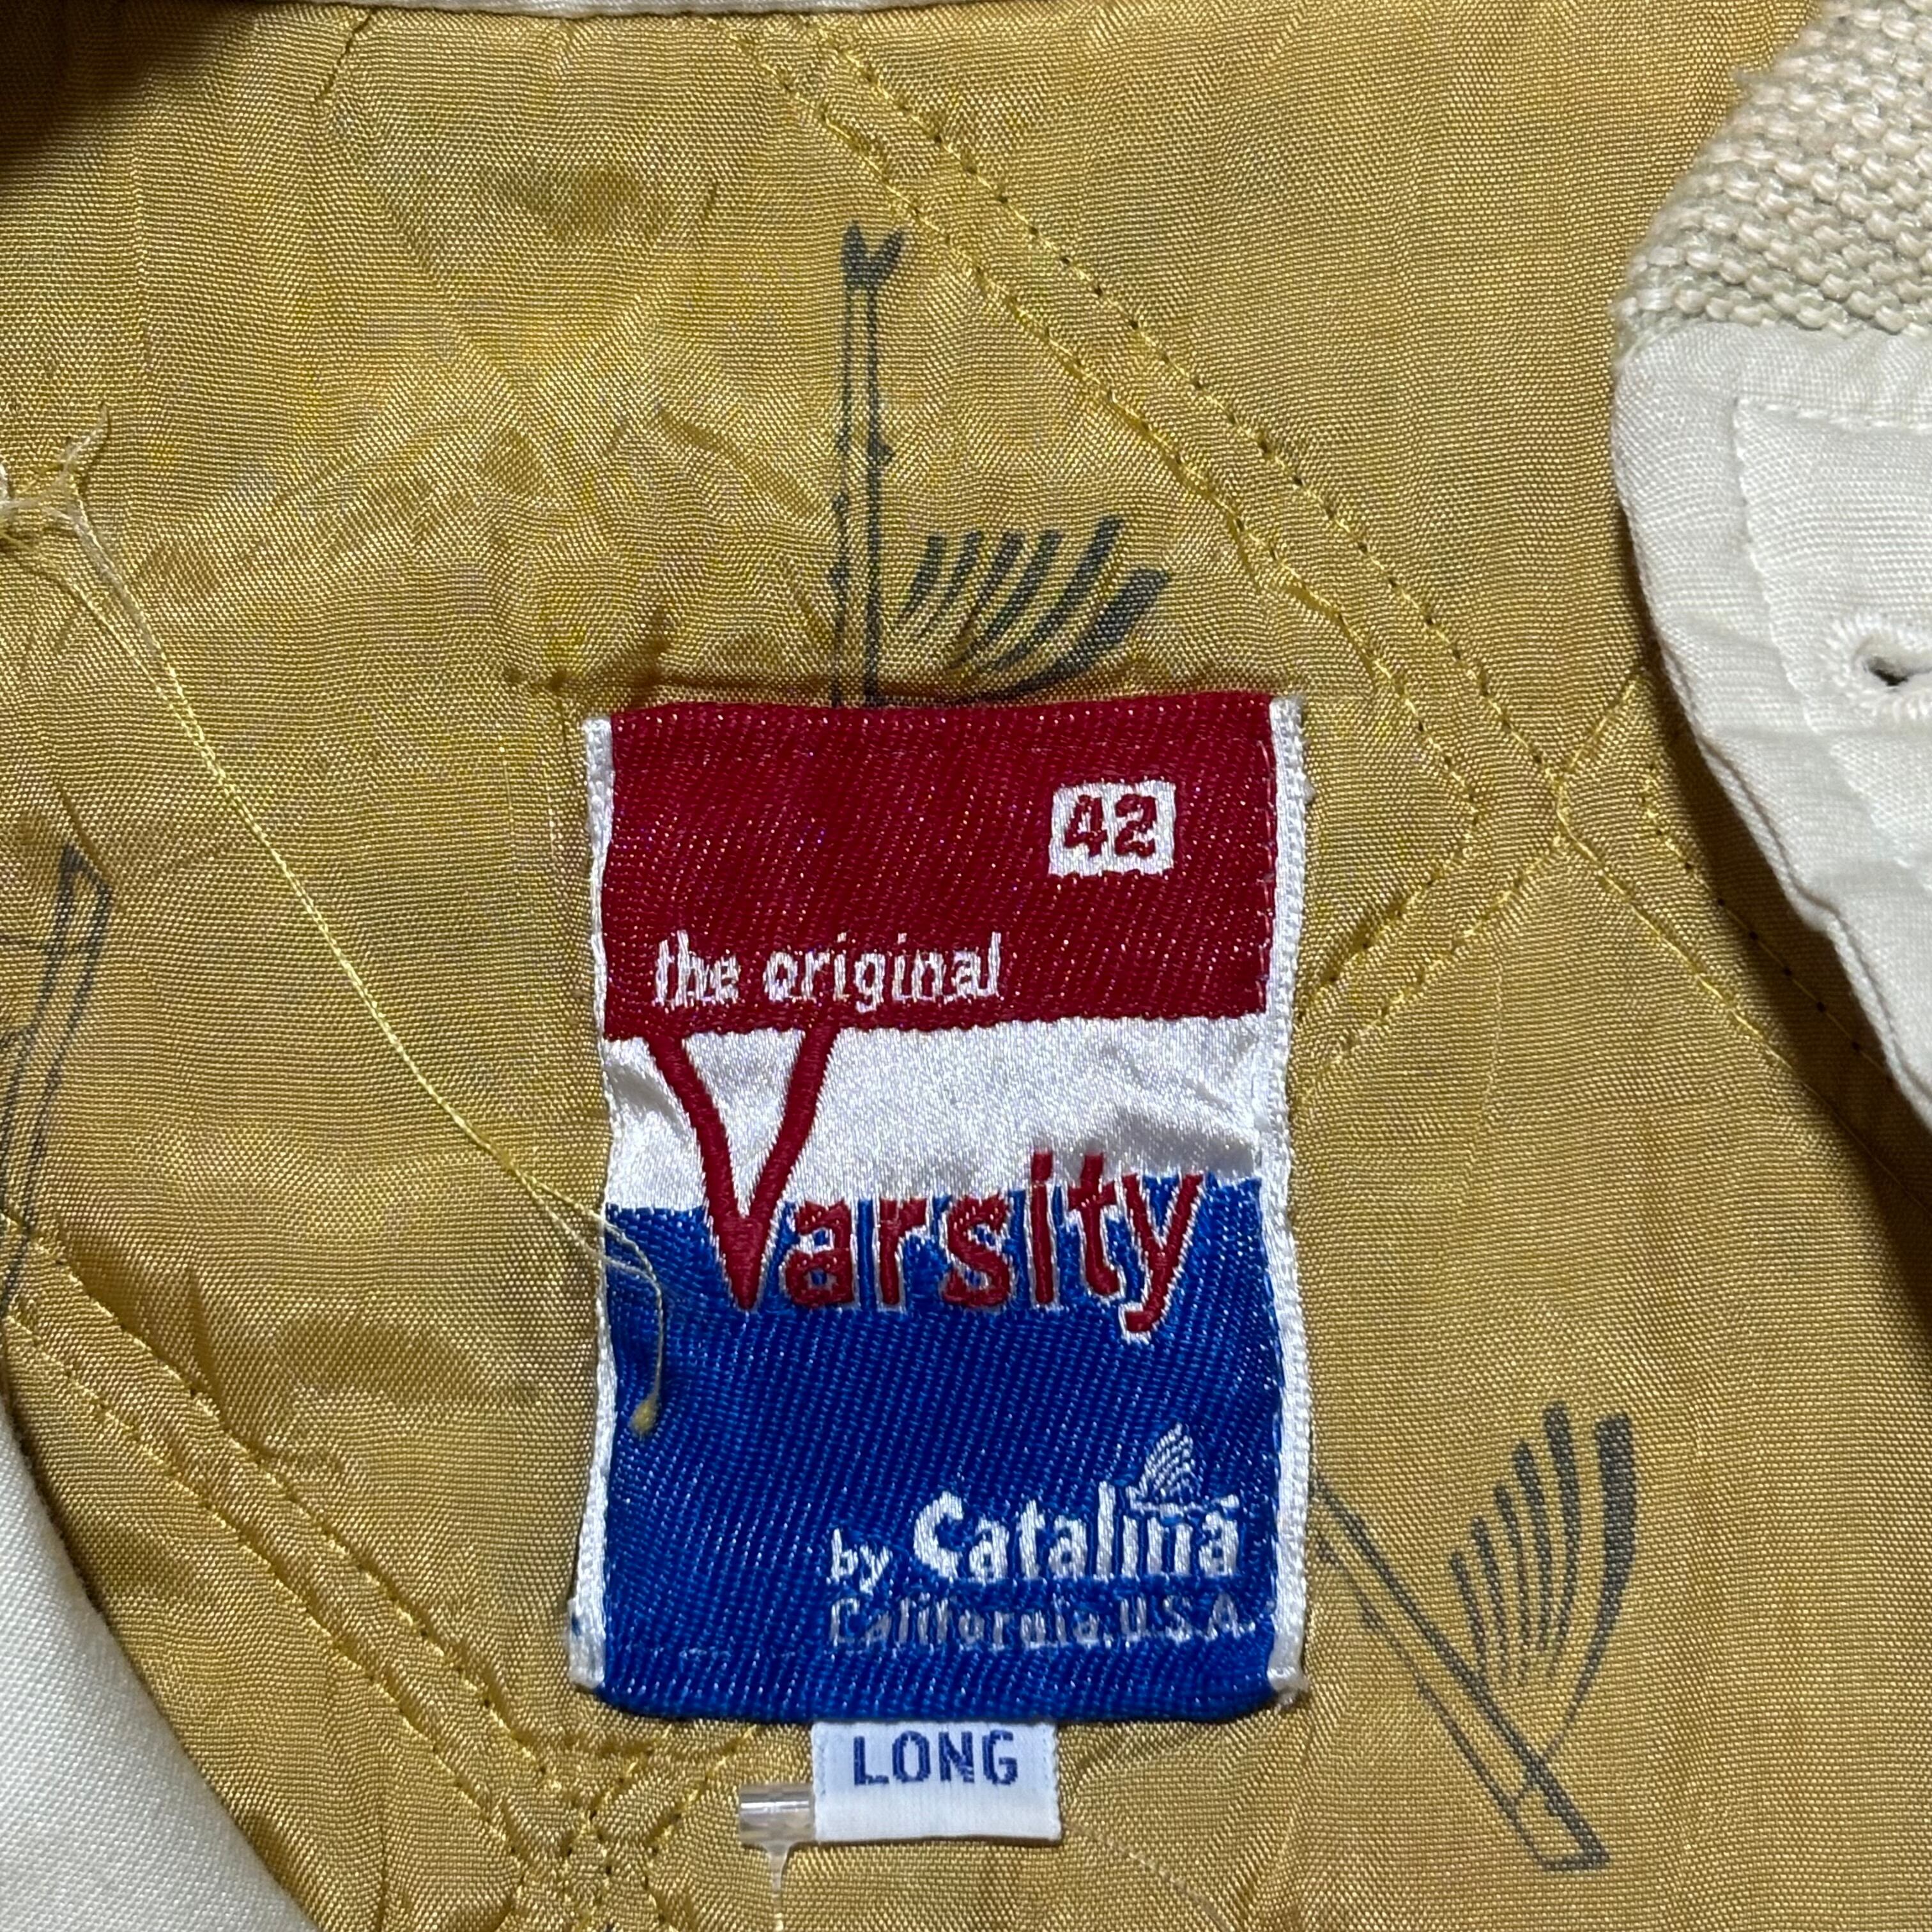 42
the original
Varsity
by Catalina
California, U.S.A.
LONG